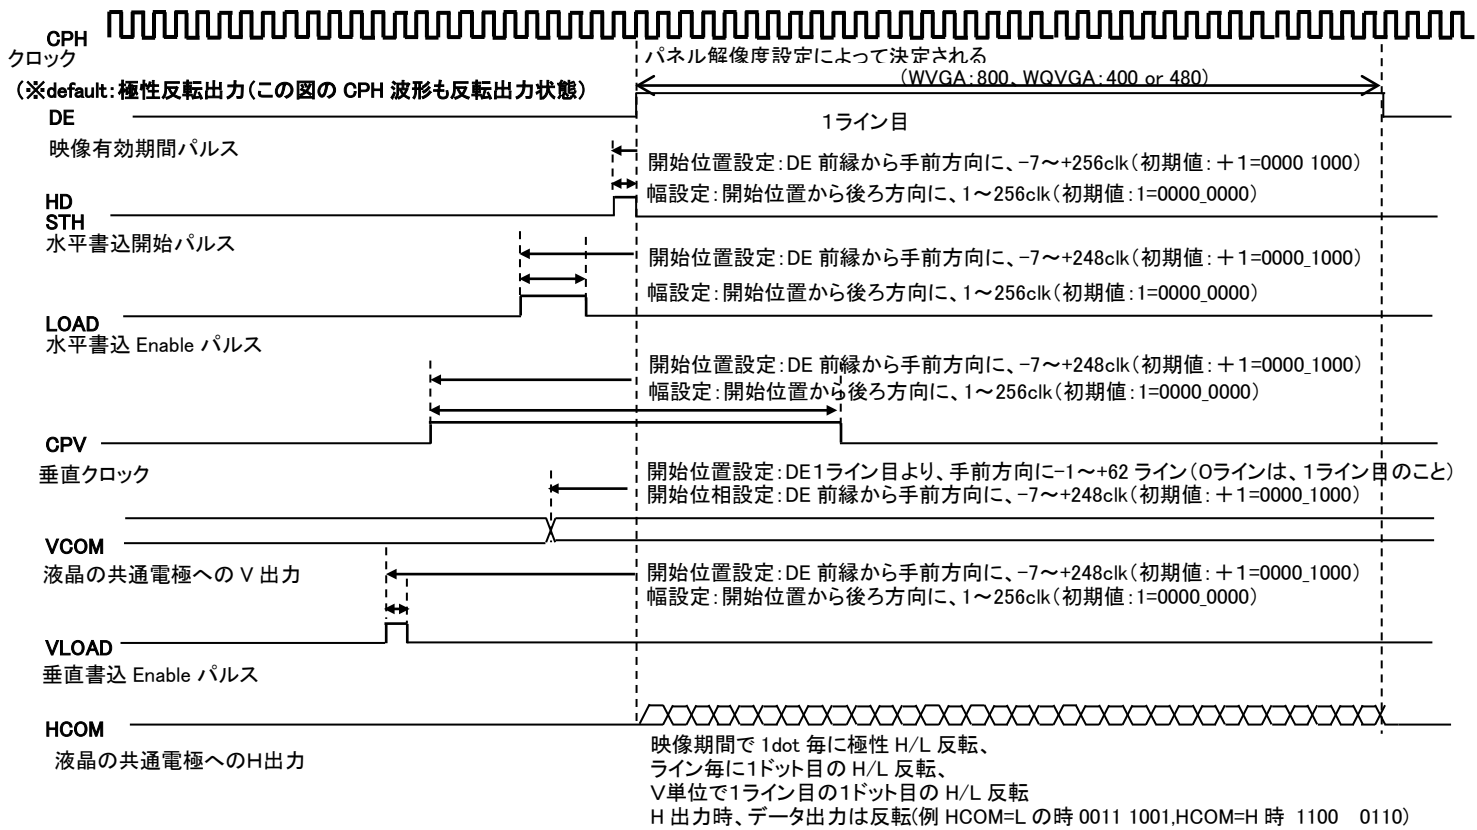 CPH
クロック
パネル解像度設定によって決定される
(WVGA:800、WQVGA:400 or 480)
(※default:極性反転出力(この図の CPH 波形も反転出力状態)
DE
1ライン目
映像有効期間パルス
開始位置設定:DE 前縁から手前方向に、-7~+256clk(初期値:+1=0000 1000)
幅設定:開始位置から後ろ方向に、1~256clk(初期値:1=0000_0000)
HD
STH
水平書込開始パルス
開始位置設定:DE 前縁から手前方向に、-7~+248clk(初期値:+1=0000_1000)
幅設定:開始位置から後ろ方向に、1~256clk(初期値:1=0000_0000)
LOAD
水平書込 Enable パルス
開始位置設定:DE 前縁から手前方向に、-7~+248clk(初期値:+1=0000_1000)
幅設定:開始位置から後ろ方向に、1~256clk(初期値:1=0000_0000)
CPV
垂直クロック
開始位置設定:DE1ライン目より、手前方向に-1~+62 ライン(0ラインは、1ライン目のこと)
開始位相設定:DE 前縁から手前方向に、-7~+248clk(初期値:+1=0000_1000)
VCOM
液晶の共通電極への V 出力
開始位置設定:DE 前縁から手前方向に、-7~+248clk(初期値:+1=0000_1000)
幅設定:開始位置から後ろ方向に、1~256clk(初期値:1=0000_0000)
VLOAD
垂直書込 Enable パルス
HCOM
液晶の共通電極へのH出力
映像期間で 1dot 毎に極性 H/L 反転、
ライン毎に1ドット目の H/L 反転、
V単位で1ライン目の1ドット目の H/L 反転
H 出力時、データ出力は反転(例 HCOM=L の時 0011 1001,HCOM=H 時 1100 0110)